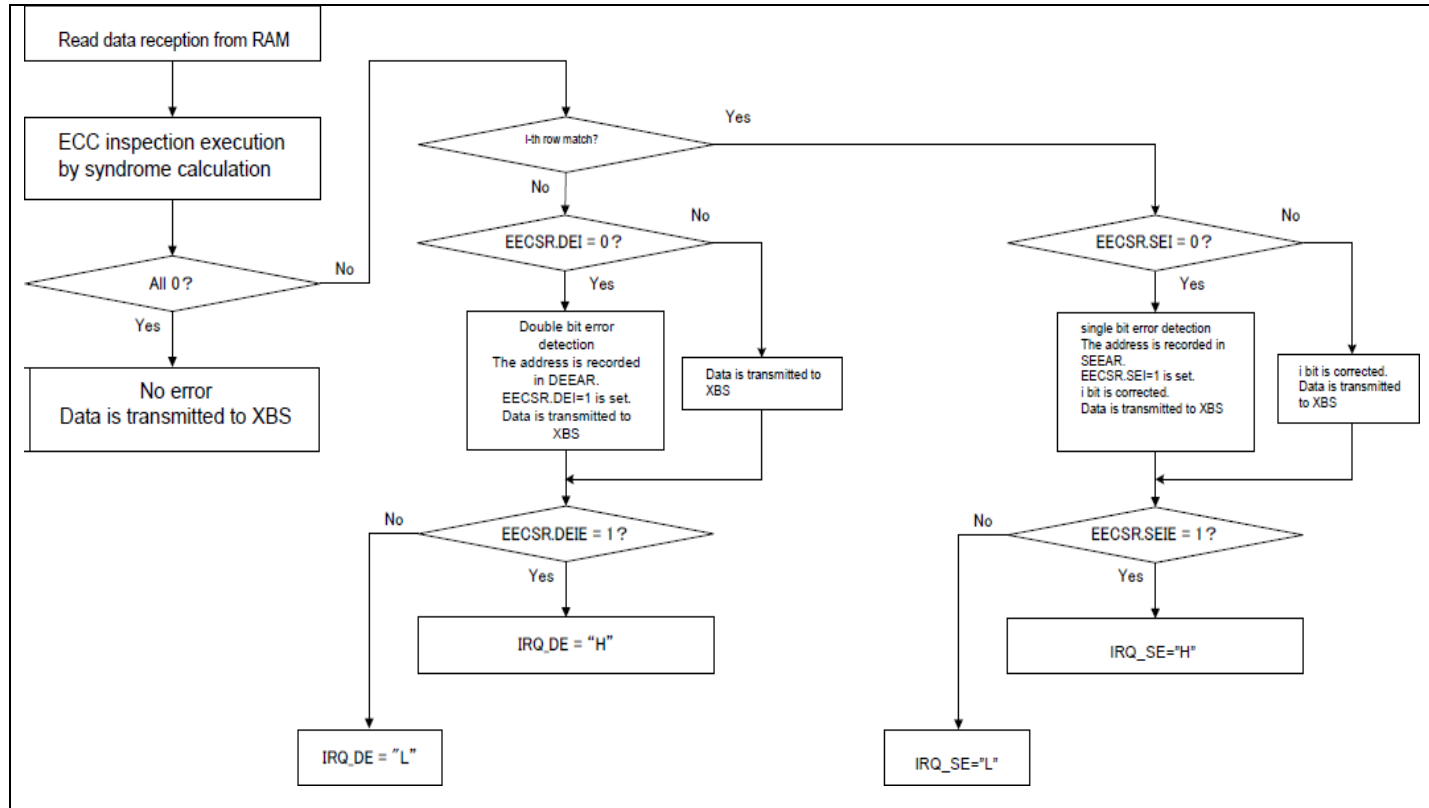 Read data reception from RAM
ECC inspection execution
by syndrome calculation
All 0?
No
Yes
No error
Data is transmitted to XBS
I-th row match?
Yes
No
EECSR.DEI = 0?
No
Yes
Double bit error
detection
The address is recorded
in DEEAR.
EECSR.DEI=1 is set.
Data is transmitted to
XBS
Data is transmitted to
XBS
EECSR.DEIE = 1?
No
Yes
IRQ_DE = “H”
IRQ_DE = "L"
EECSR.SEI = 0?
No
Yes
single bit error detection
The address is recorded in
SEEAR.
EECSR.SEI=1 is set.
i bit is corrected.
Data is transmitted to XBS
i bit is corrected.
Data is transmitted
to XBS
EECSR.SEIE = 1?
No
Yes
IRQ_SE="H"
IRQ_SE="L"